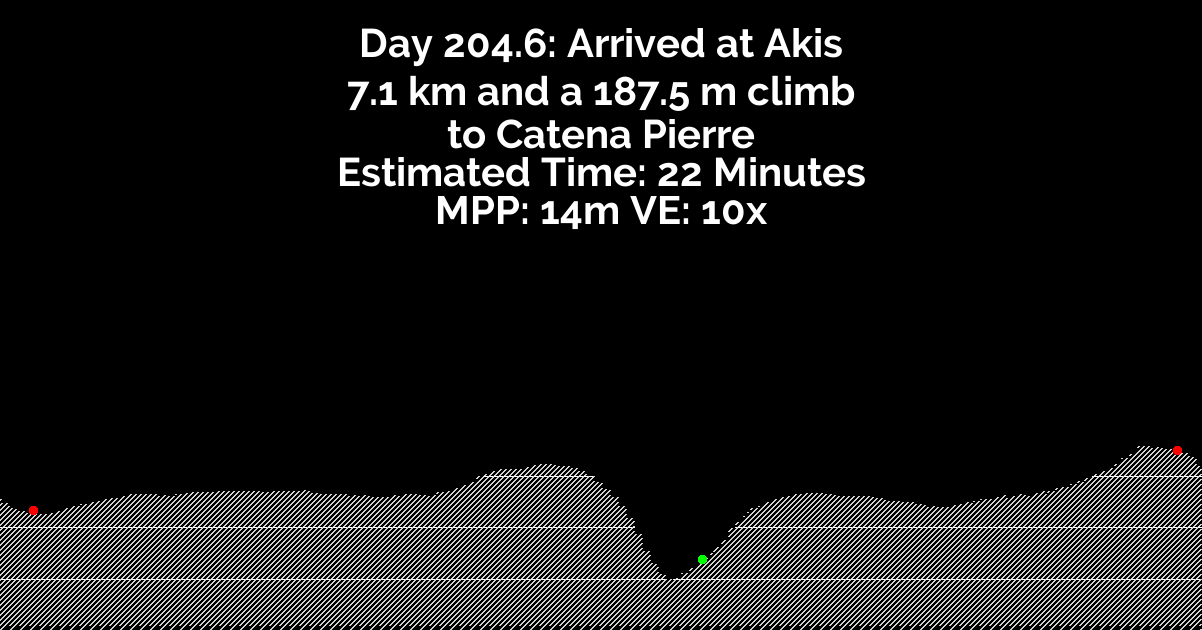 Day 204.6: Arrived at Akis
7.1 km and a 187.5 m climb
to Catena Pierre
Estimated Time: 22 Minutes
MPP: 14m VE: 10x